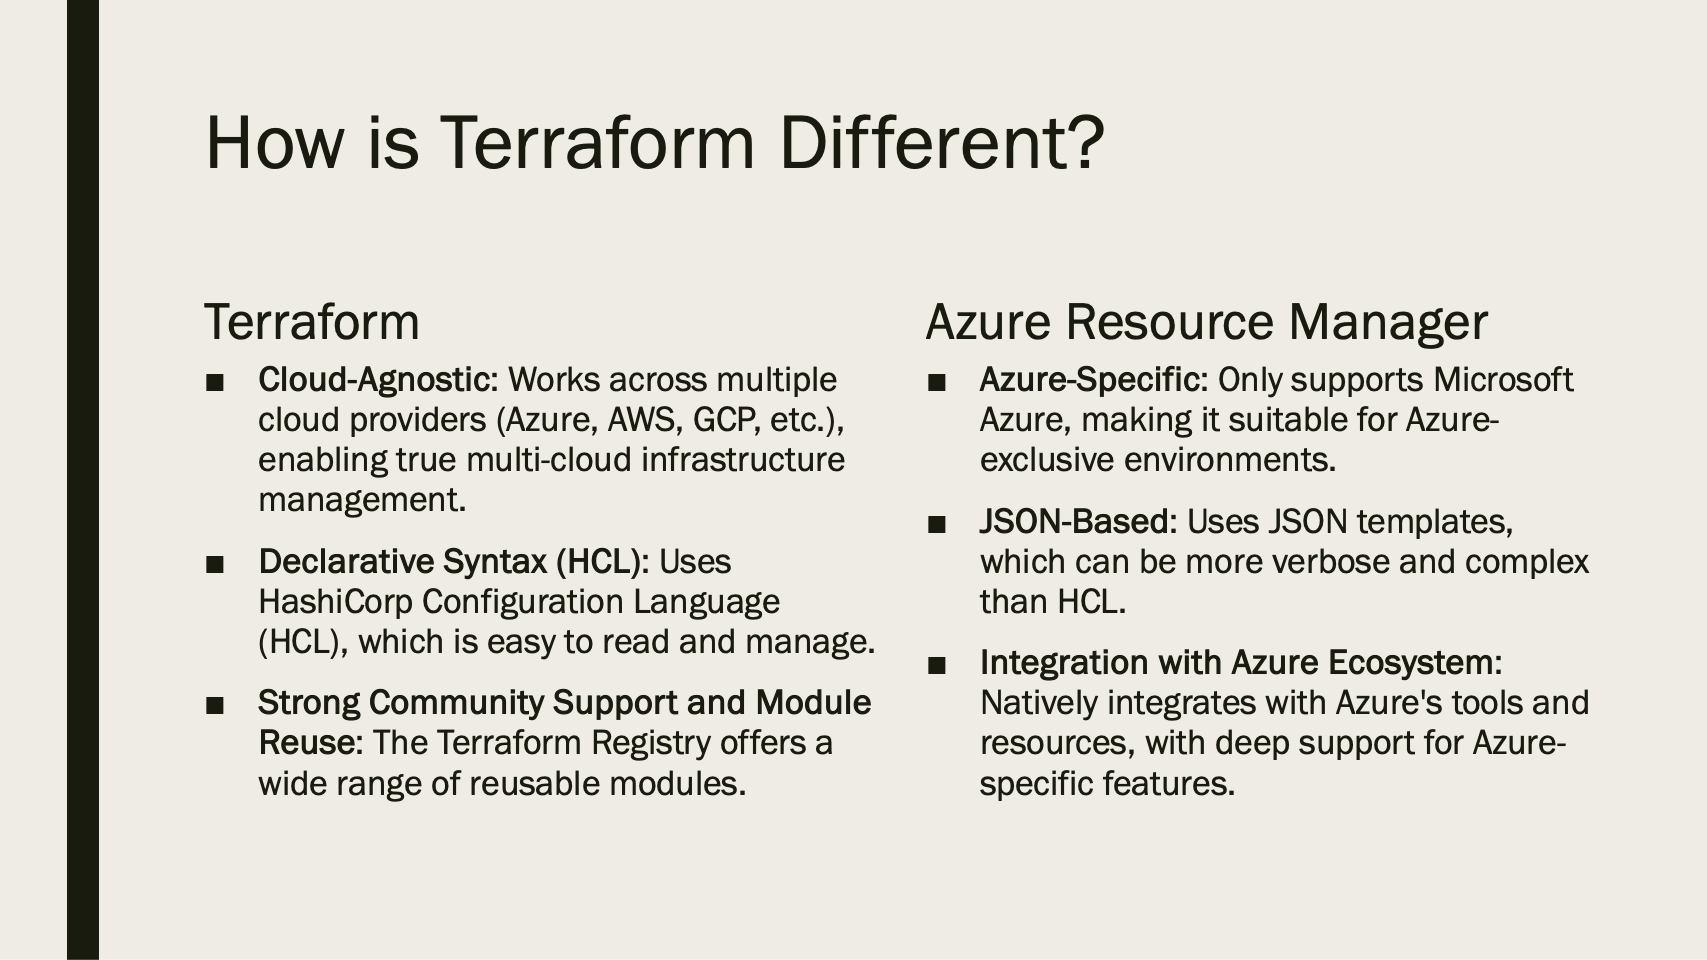 How is Terraform Different?
Terraform
■ Cloud-Agnostic: Works across multiple
cloud providers (Azure, AWS, GCP, etc.),
enabling true multi-cloud infrastructure
management.
■ Declarative Syntax (HCL): Uses
HashiCorp Configuration Language
(HCL), which is easy to read and manage.
■ Strong Community Support and Module
Reuse: The Terraform Registry offers a
wide range of reusable modules.
Azure Resource Manager
■ Azure-Specific: Only supports Microsoft
Azure, making it suitable for Azure-
exclusive environments.
■ JSON-Based: Uses JSON templates,
which can be more verbose and complex
than HCL.
■ Integration with Azure Ecosystem:
Natively integrates with Azure's tools and
resources, with deep support for Azure-
specific features.